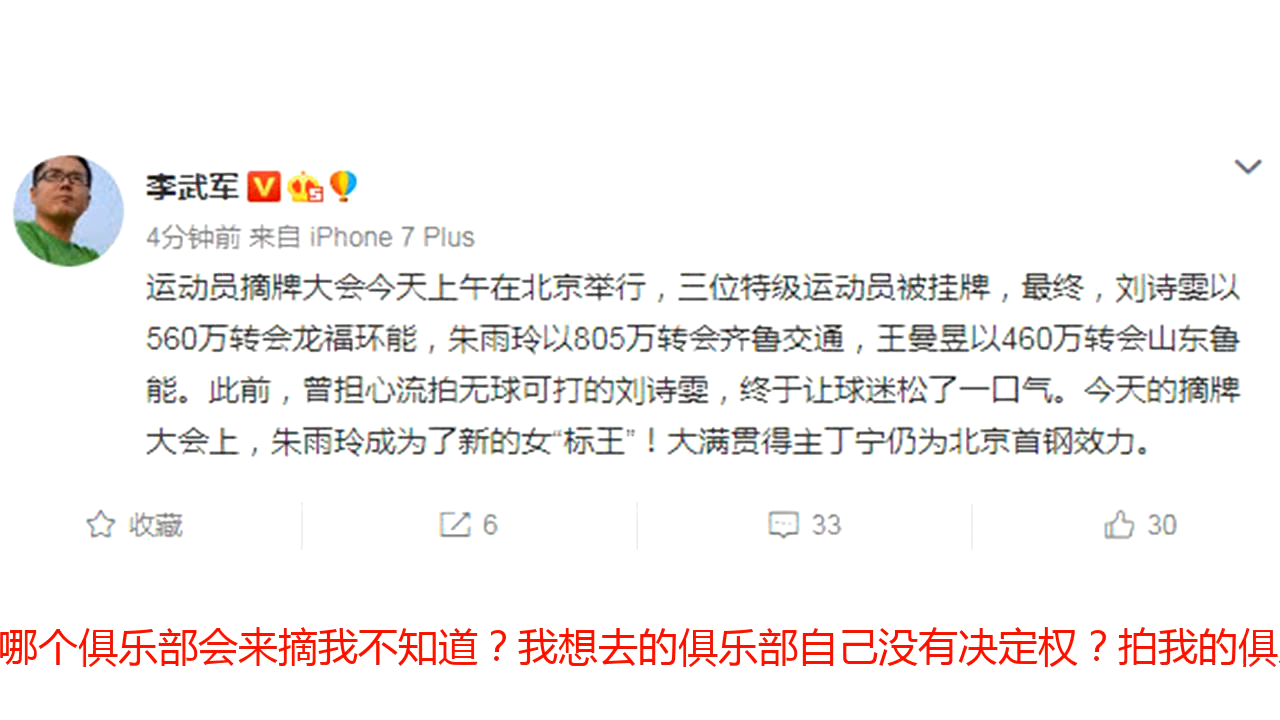 李武军
4分钟前 来自 iPhone 7 Plus
运动员摘牌大会今天上午在北京举行，三位特级运动员被挂牌，最终，刘诗雯以
560万转会龙福环能，朱雨玲以805万转会齐鲁交通，王曼昱以460万转会山东鲁
能。此前，曾担心流拍无球可打的刘诗雯，终于让球迷松了一口气。今天的摘牌
大会上，朱雨玲成为了新的女“标王”！大满贯得主丁宁仍为北京首钢效力。
收藏 6 33 30
哪个俱乐部会来摘我不知道？我想去的俱乐部自己没有决定权？拍我的俱